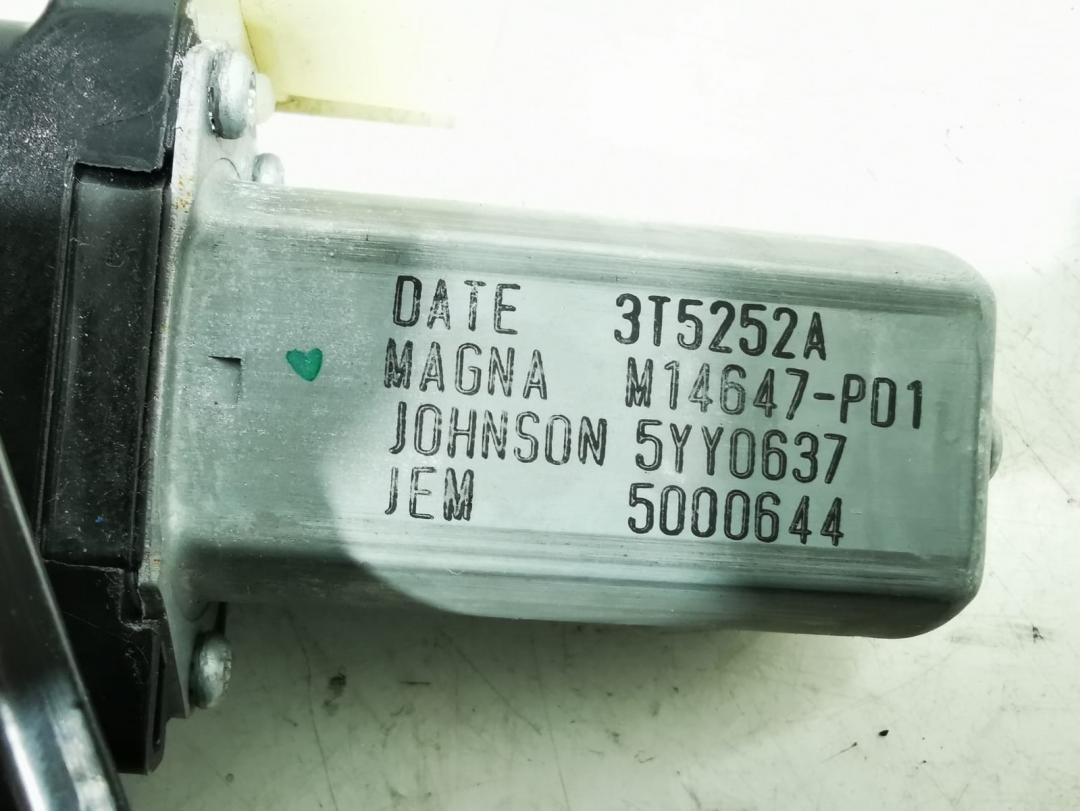 DATE 3T5252A
MAGNA M14647-PD1
JOHNSON 5YY0637
JEM 5000644